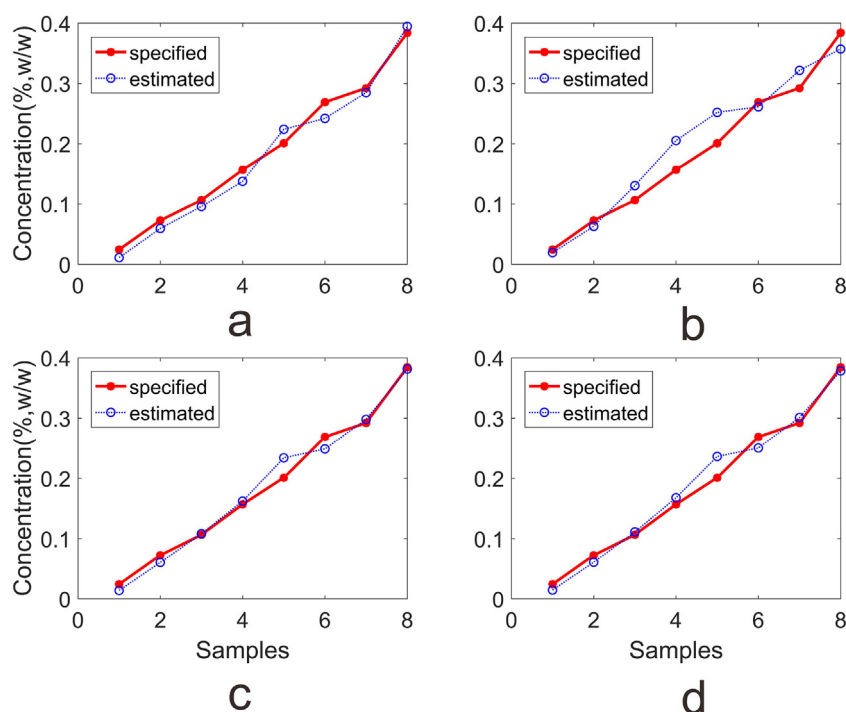 Concentration(%,w/w)
0.4
0.3
0.2
0.1
0
specified
estimated
0 2 4 6 8
a
0.4
0.3
0.2
0.1
0
specified
estimated
0 2 4 6 8
b
Concentration(%,w/w)
0.4
0.3
0.2
0.1
0
specified
estimated
0 2 4 6 8
Samples
c
0.4
0.3
0.2
0.1
0
specified
estimated
0 2 4 6 8
Samples
d